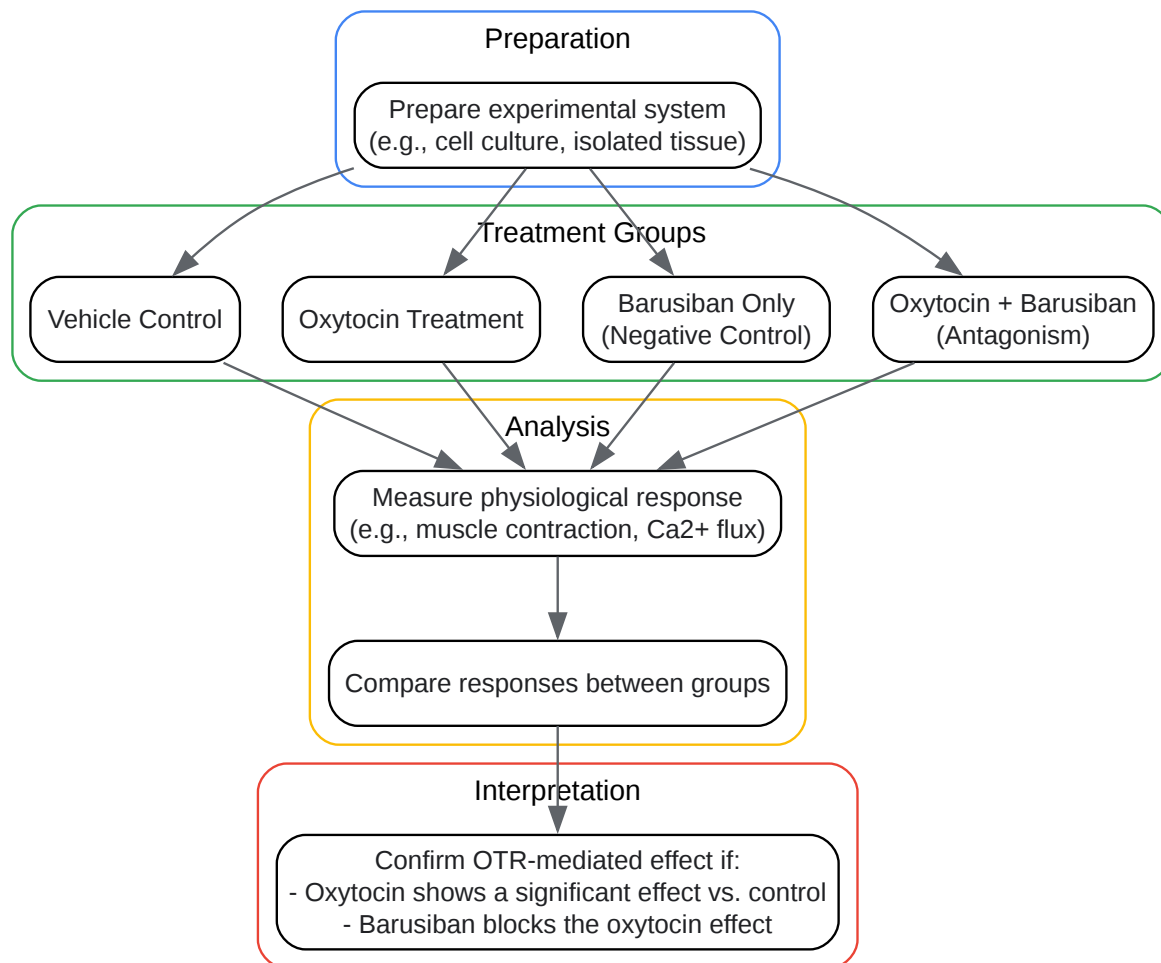 Preparation
Prepare experimental system
(e.g., cell culture, isolated tissue)
Treatment Groups
Vehicle Control
Oxytocin Treatment
Barusiban Only
(Negative Control)
Oxytocin + Barusiban
(Antagonism)
Analysis
Measure physiological response
(e.g., muscle contraction, Ca2+ flux)
Compare responses between groups
Interpretation
Confirm OTR-mediated effect if:
- Oxytocin shows a significant effect vs. control
- Barusiban blocks the oxytocin effect